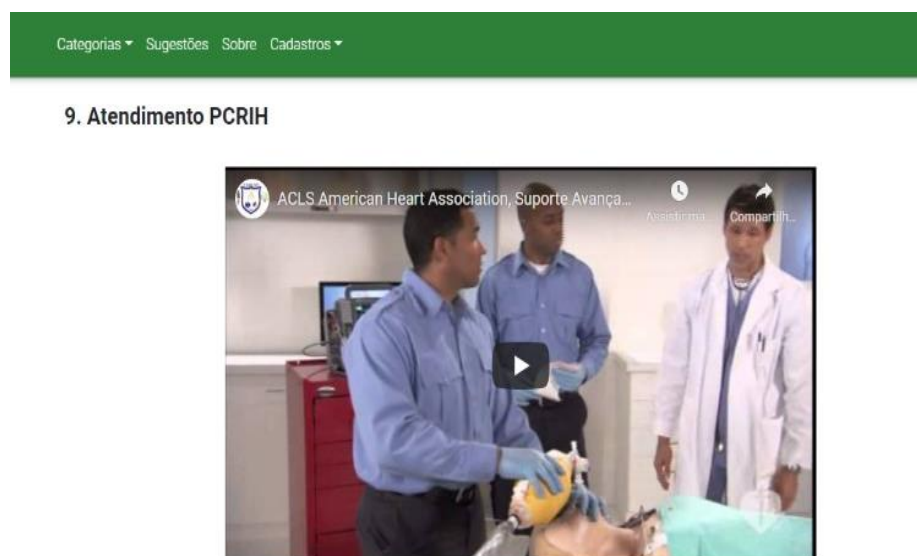 Categorias Sugestões Sobre Cadastros
9. Atendimento PCRIH
ACLS American Heart Association, Suporte Avança...
Assistir ma...
Compartilh...